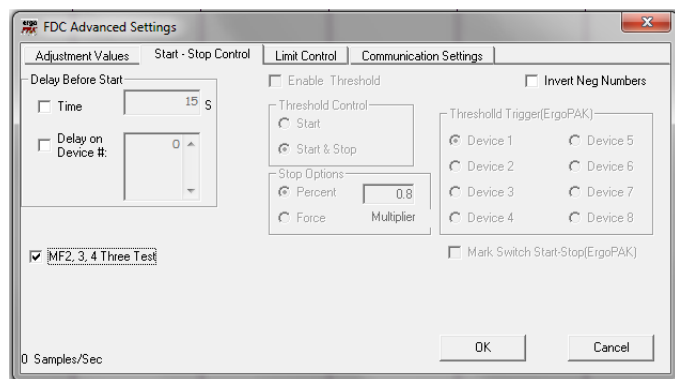 ergo
PAK
FDC Advanced Settings
Adjustment Values
Start - Stop Control
Limit Control
Communication Settings
Delay Before Start
Time
15
S
Delay on
Device #:
0
Enable Threshold
Threshold Control
Start
Start & Stop
Stop Options
Percent
0.8
Force
Multiplier
Invert Neg Numbers
Thresholld Trigger(ErgoPAK)
Device 1
Device 5
Device 2
Device 6
Device 3
Device 7
Device 4
Device 8
MF2, 3, 4 Three Test
Mark Switch Start-Stop(ErgoPAK)
0 Samples/Sec
OK
Cancel